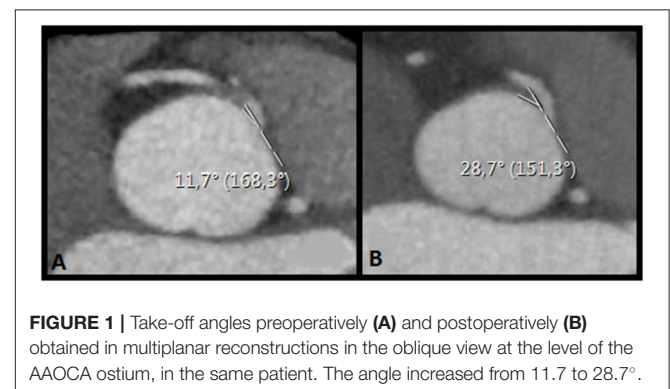 11,7° (168,3°)
28,7° (151,3°)
A
B
FIGURE 1 | Take-off angles preoperatively (A) and postoperatively (B)
obtained in multiplanar reconstructions in the oblique view at the level of the
AAOCA ostium, in the same patient. The angle increased from 11.7 to 28.7°.